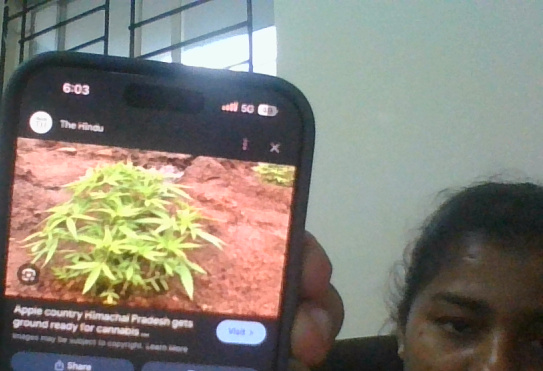 6:03
5G
The Hindu
Apple country Himachal Pradesh gets
ground ready for cannabis ...
Visit >
Images may be subject to copyright. Learn More
Share